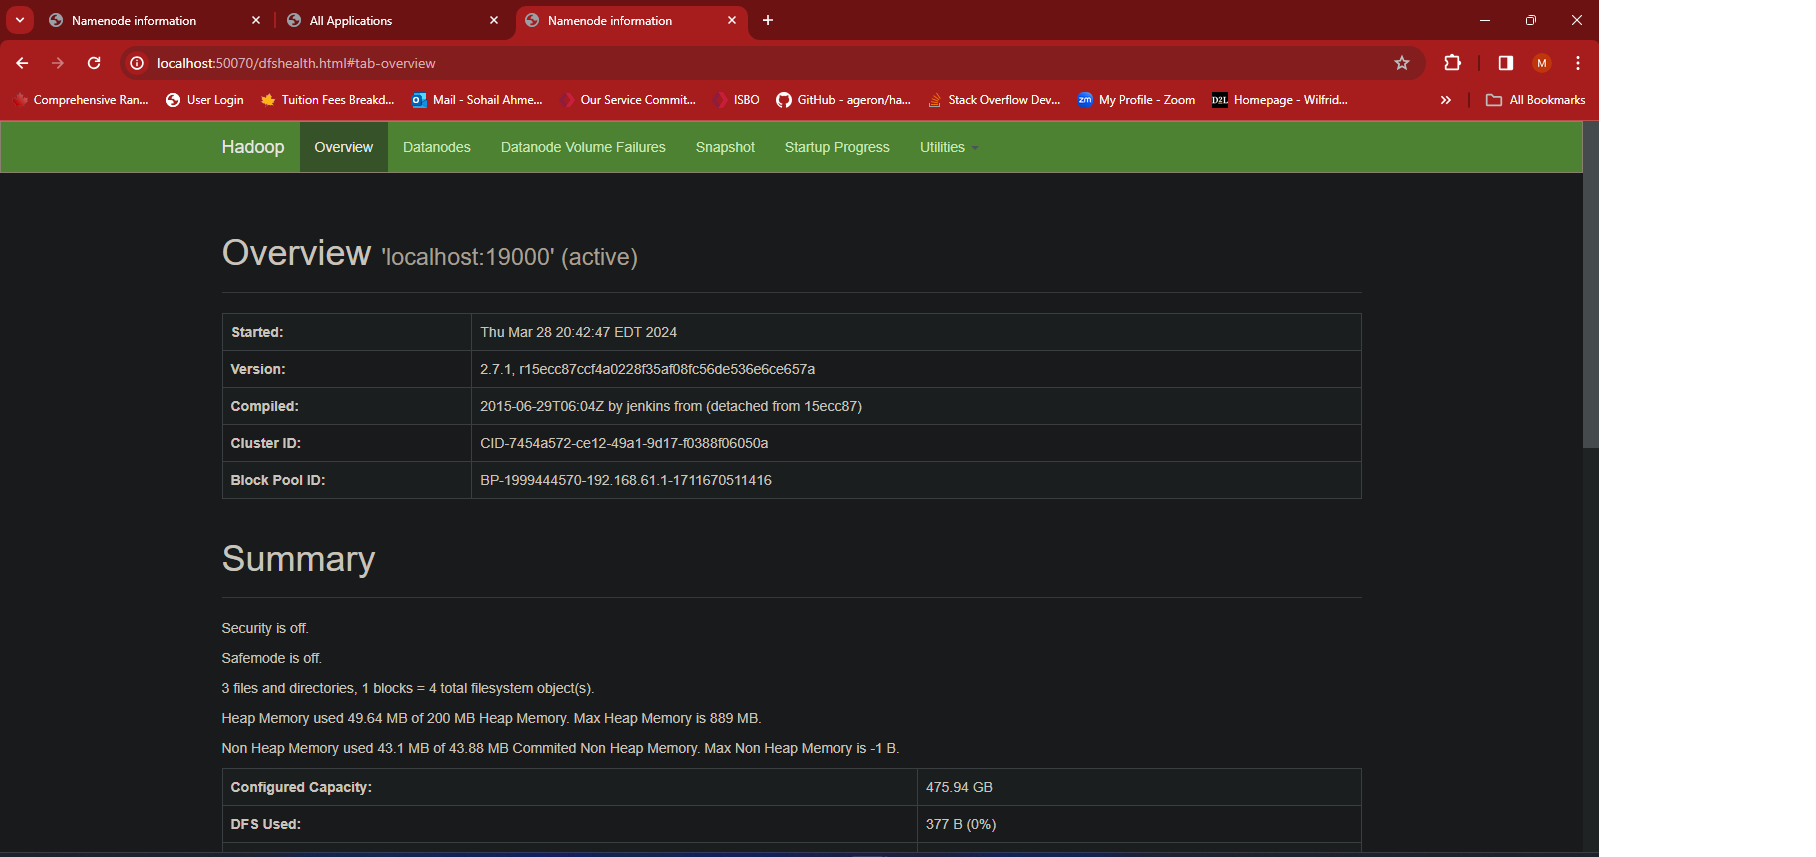 Namenode information
All Applications
Namenode information
localhost:50070/dfshealth.html#tab-overview
M
Comprehensive Ran...
User Login
Tuition Fees Breakd...
Mail - Sohail Ahme...
Our Service Commit...
ISBO
GitHub - ageron/ha...
Stack Overflow Dev...
zm My Profile - Zoom
D2L Homepage - Wilfrid...
All Bookmarks
Hadoop Overview Datanodes Datanode Volume Failures Snapshot Startup Progress Utilities
Overview 'localhost:19000' (active)
Started: Thu Mar 28 20:42:47 EDT 2024
Version: 2.7.1, r15ecc87ccf4a0228f35af08fc56de536e6ce657a
Compiled: 2015-06-29T06:04Z by jenkins from (detached from 15ecc87)
Cluster ID: CID-7454a572-ce12-49a1-9d17-f0388f06050a
Block Pool ID: BP-1999444570-192.168.61.1-1711670511416
Summary
Security is off.
Safemode is off.
3 files and directories, 1 blocks = 4 total filesystem object(s).
Heap Memory used 49.64 MB of 200 MB Heap Memory. Max Heap Memory is 889 MB.
Non Heap Memory used 43.1 MB of 43.88 MB Commited Non Heap Memory. Max Non Heap Memory is -1 B.
Configured Capacity: 475.94 GB
DFS Used: 377 B (0%)